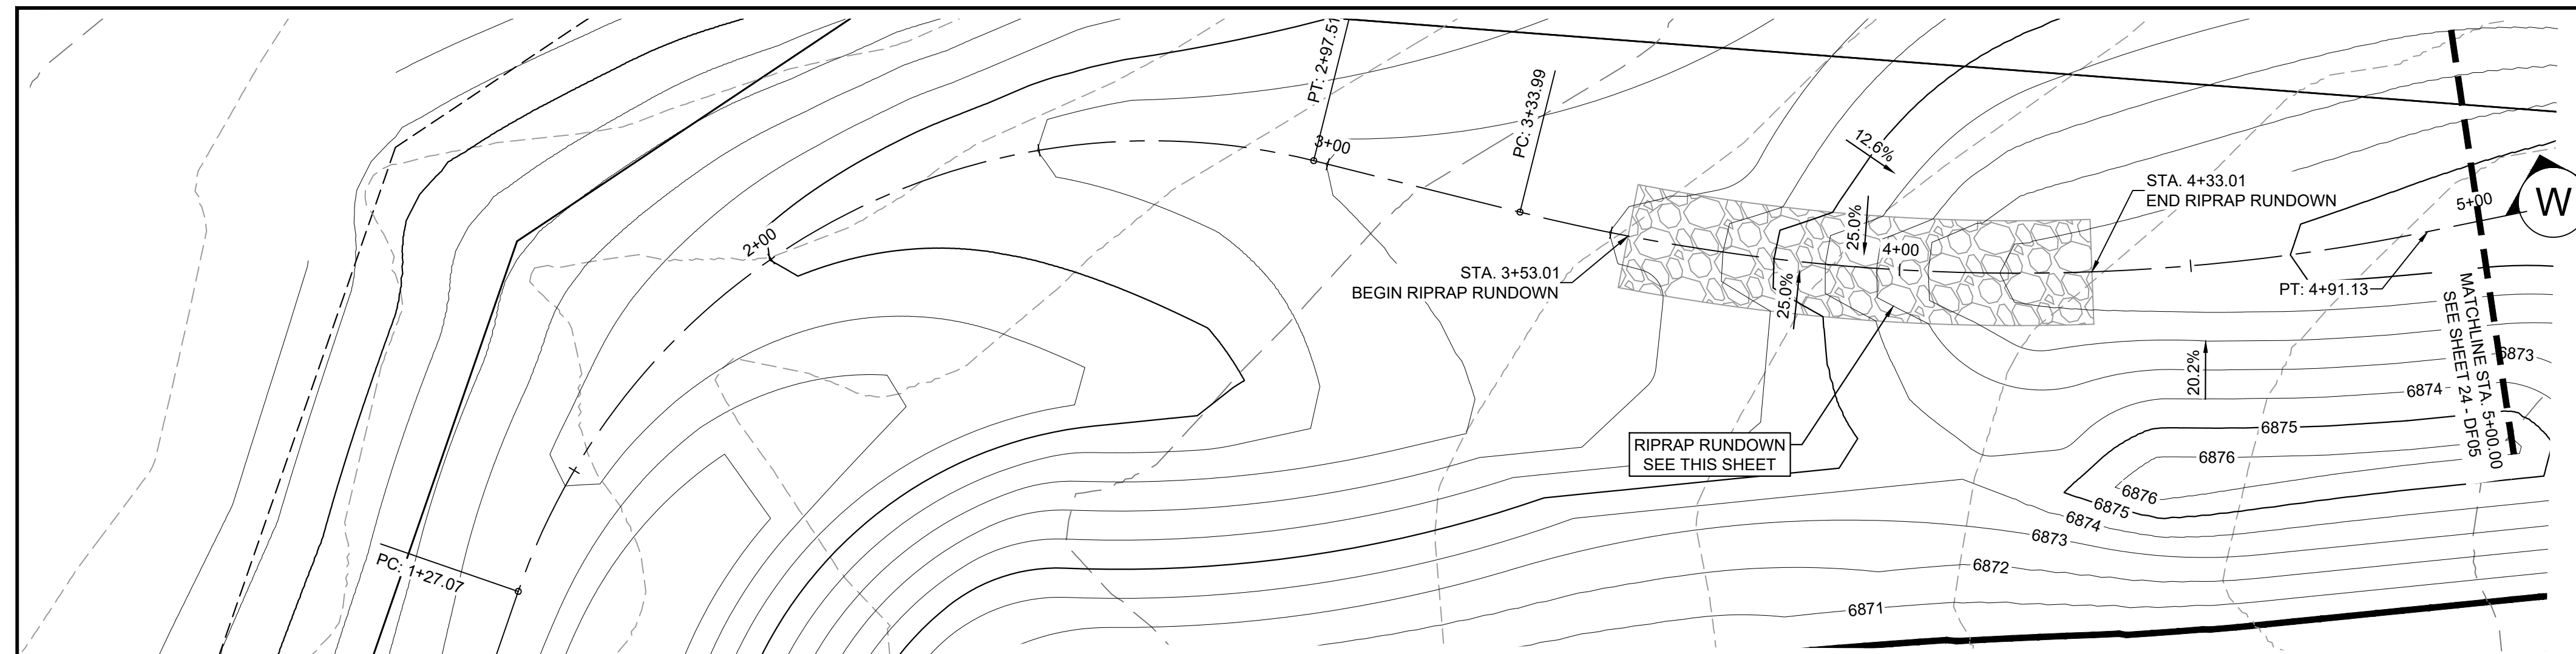 PT: 2+97.51
3+00
PC: 3+33.99
12.6%
25.0%
4+00
25.0%
STA. 4+33.01
END RIPRAP RUNDOWN
5+00
W
2+00
STA. 3+53.01
BEGIN RIPRAP RUNDOWN
PT: 4+91.13
MATCHLINE STA. 5+00.00
SEE SHEET 24 - DF05
20.2%
6873
6874
6875
6876
RIPRAP RUNDOWN
SEE THIS SHEET
6876
6875
6874
6873
6872
6871
PC: 1+27.07